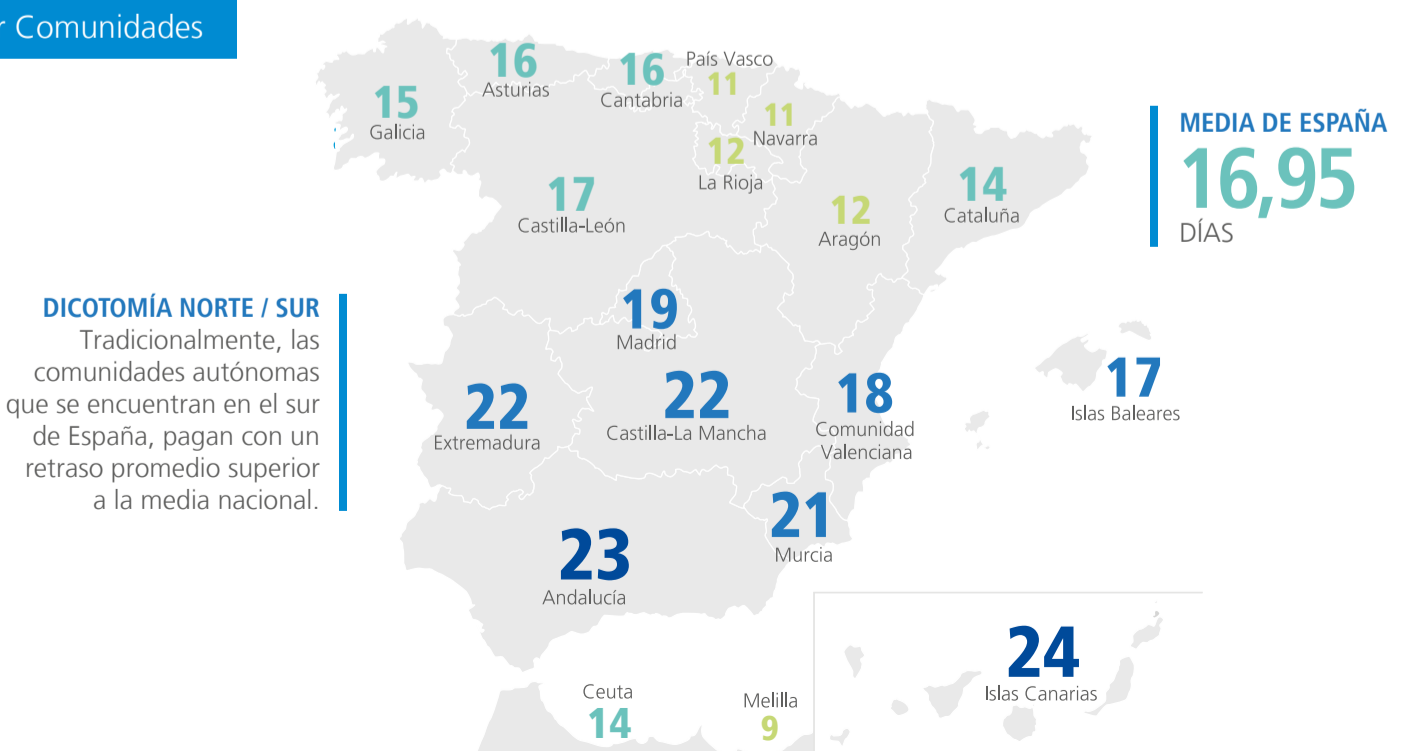 r Comunidades
16
Asturias
16
Cantabria
País Vasco
11
15
Galicia
11
Navarra
12
La Rioja
MEDIA DE ESPAÑA
16,95
DÍAS
17
Castilla-León
12
Aragón
14
Cataluña
DICOTOMÍA NORTE / SUR
Tradicionalmente, las
comunidades autónomas
que se encuentran en el sur
de España, pagan con un
retraso promedio superior
a la media nacional.
19
Madrid
22
Extremadura
22
Castilla-La Mancha
18
Comunidad
Valenciana
17
Islas Baleares
21
Murcia
23
Andalucía
24
Islas Canarias
Ceuta
14
Melilla
9